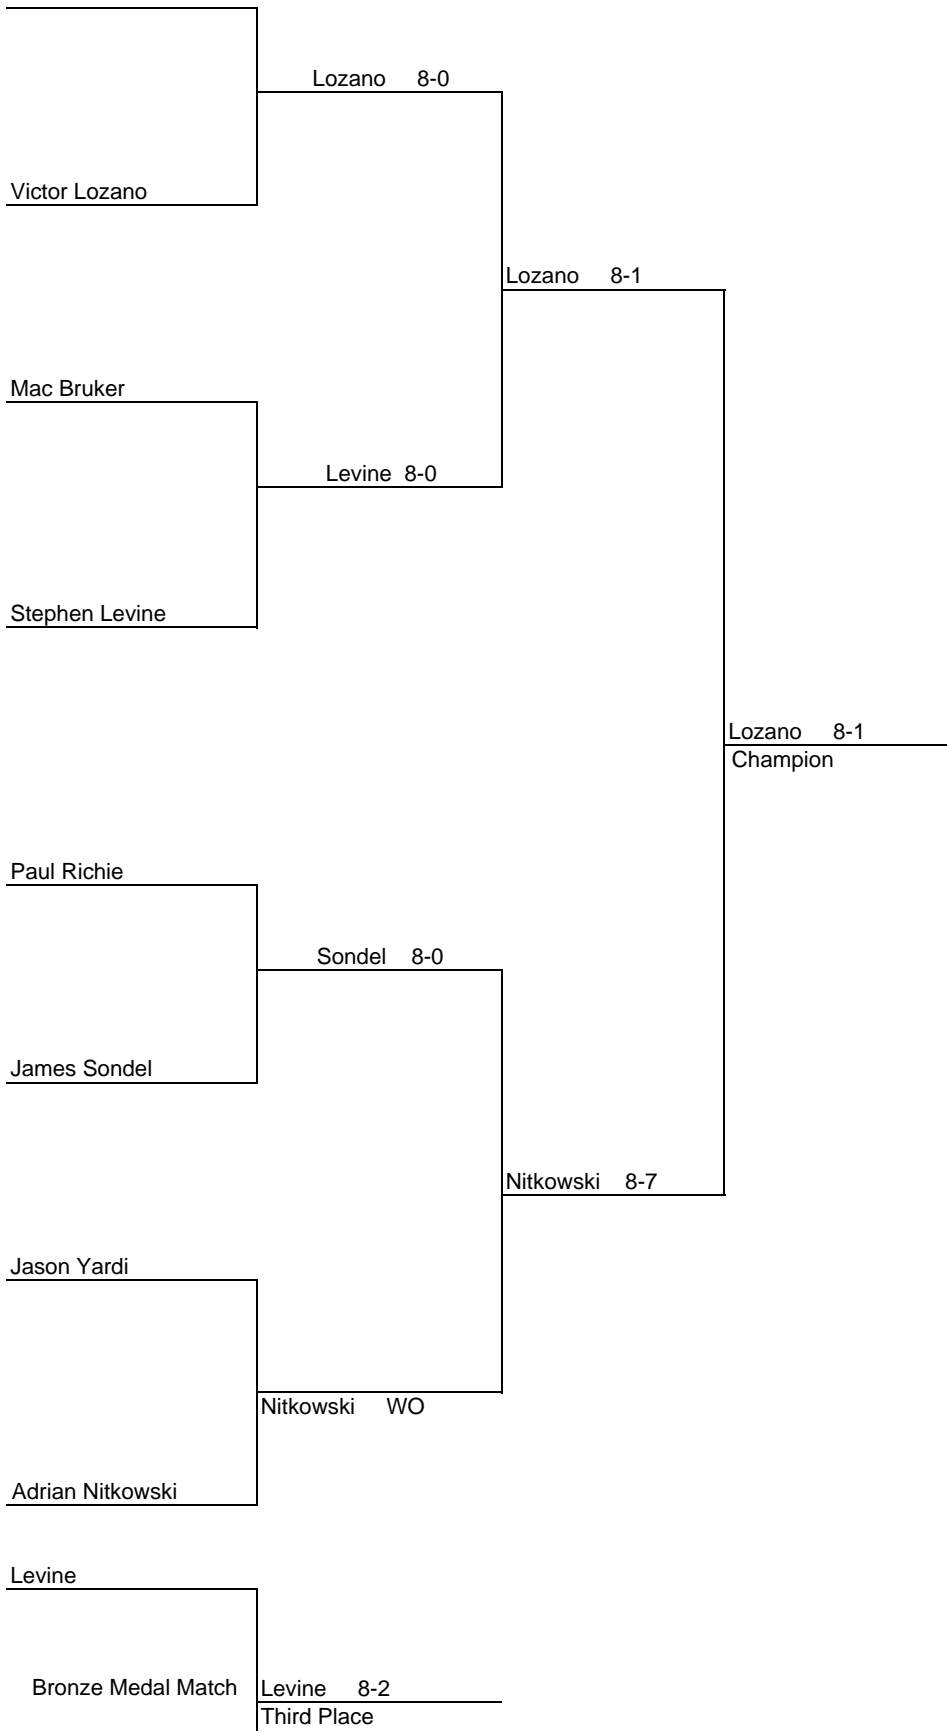 Lozano 8-0
Victor Lozano
Lozano 8-1
Mac Bruker
Levine 8-0
Stephen Levine
Lozano 8-1
Champion
Paul Richie
Sondel 8-0
James Sondel
Nitkowski 8-7
Jason Yardi
Nitkowski WO
Adrian Nitkowski
Levine
Bronze Medal Match Levine 8-2
Third Place